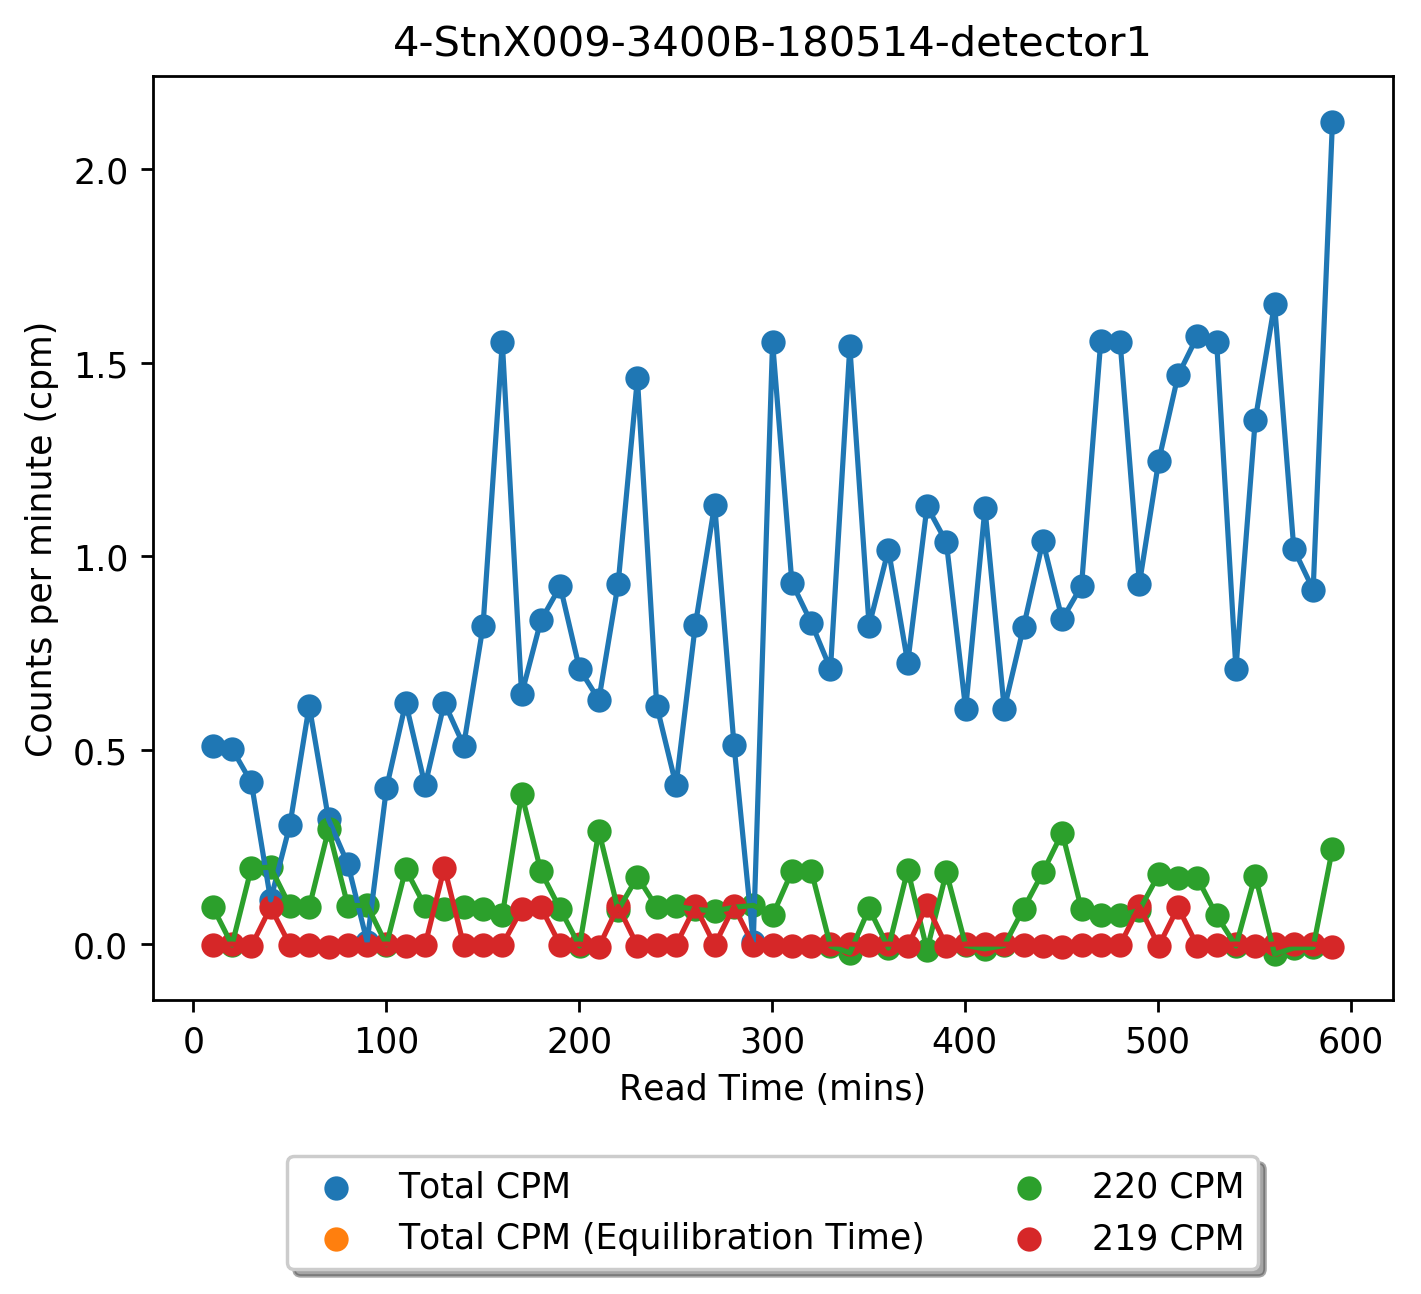 4-StnX009-3400B-180514-detector1
Counts per minute (cpm)
2.0
1.5
1.0
0.5
0.0
0 100 200 300 400 500 600
Read Time (mins)
Total CPM
Total CPM (Equilibration Time)
220 CPM
219 CPM